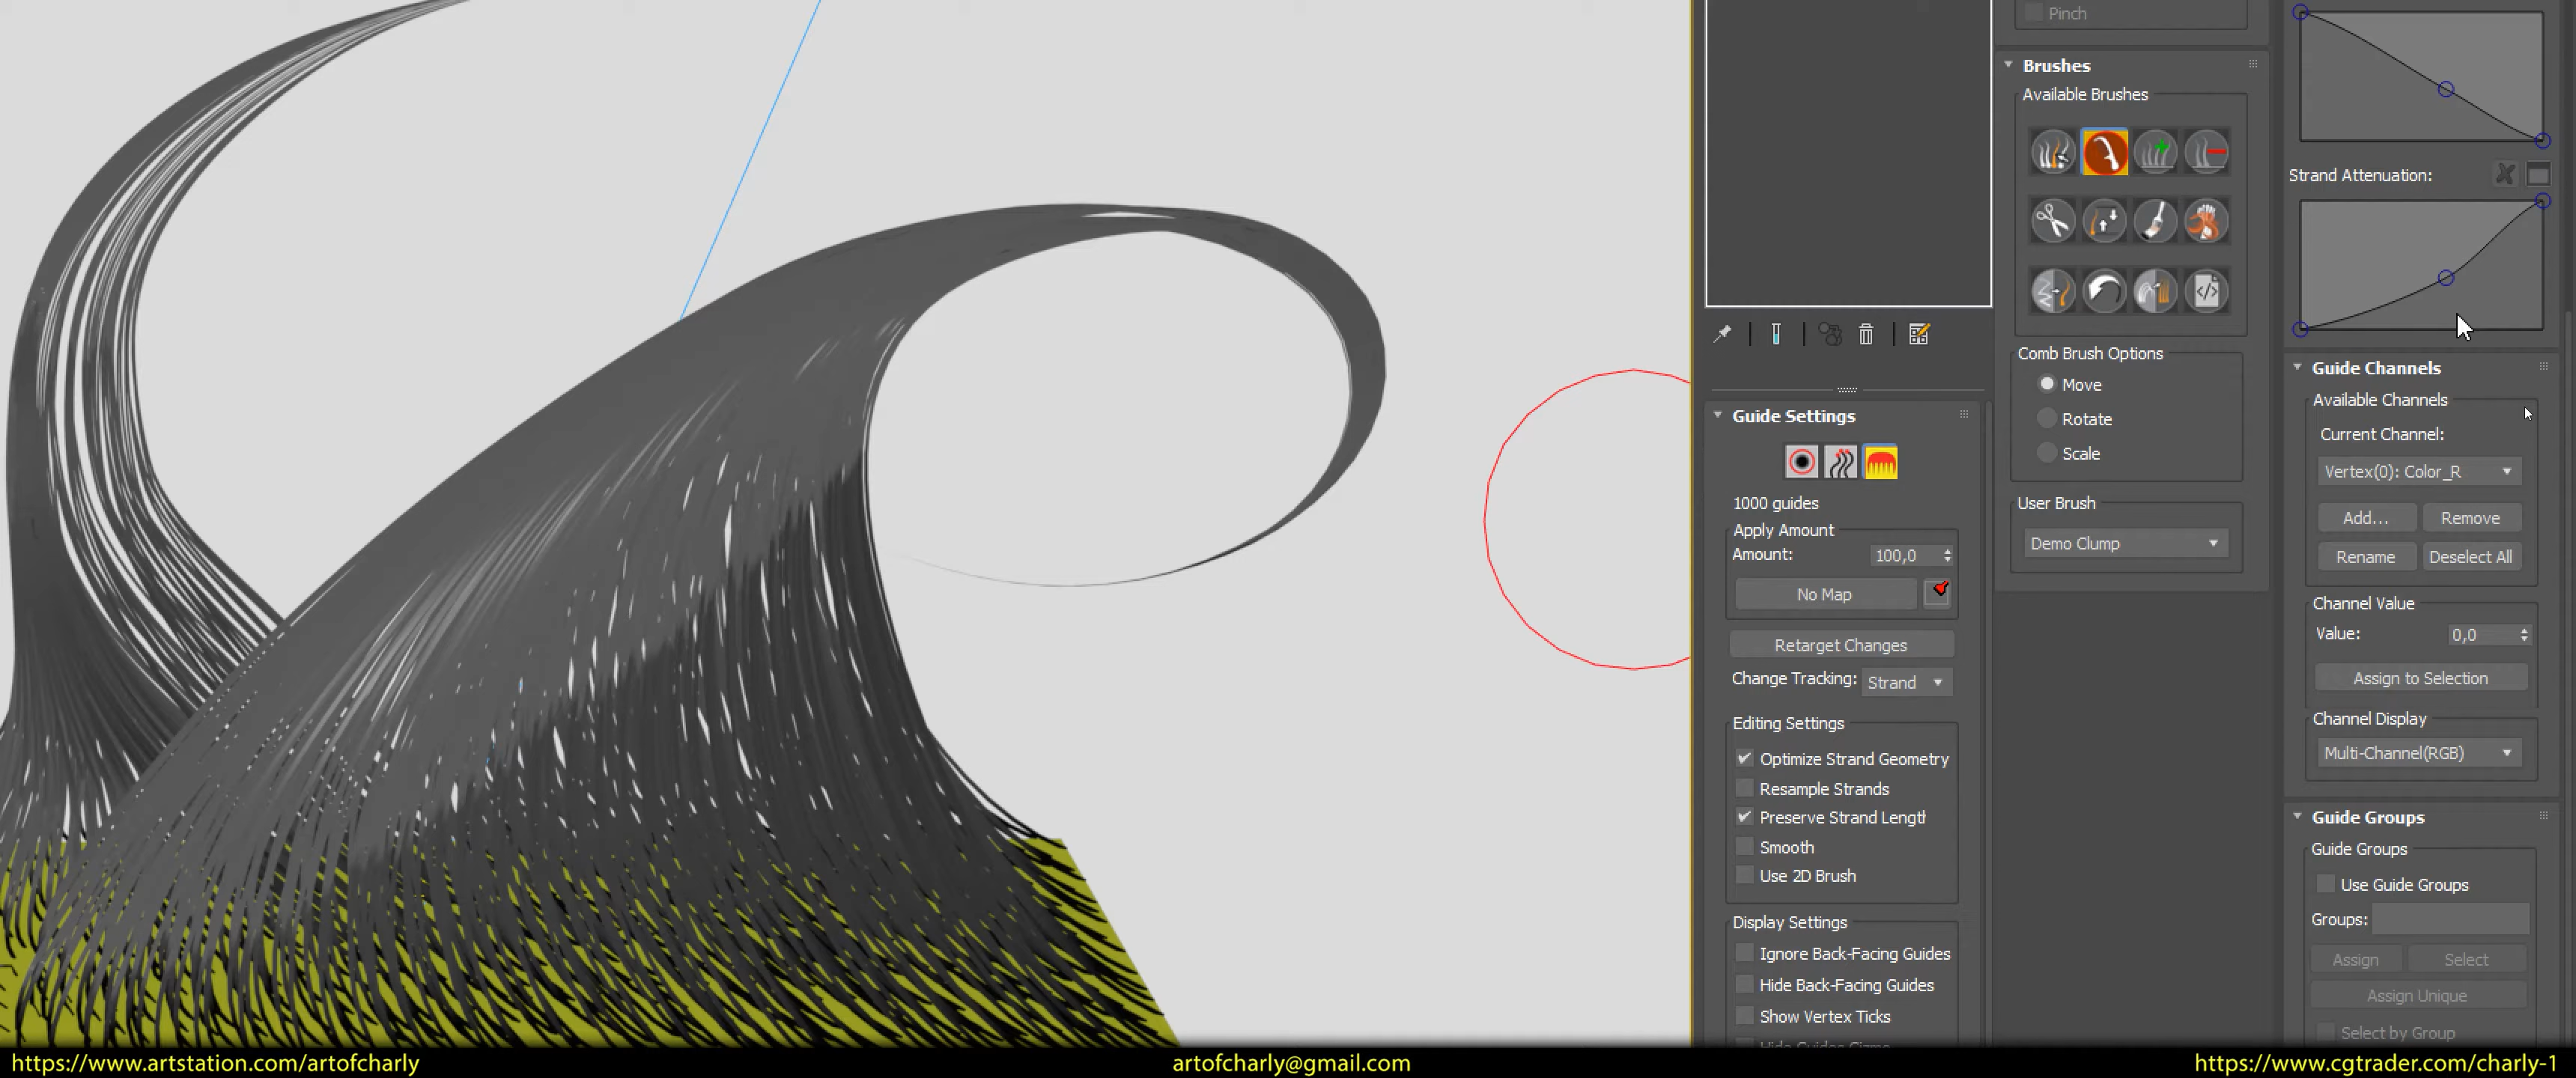 Guide Settings
1000 guides
Apply Amount
Amount: 100,0
No Map
Retarget Changes
Change Tracking: Strand
Editing Settings
Optimize Strand Geometry
Resample Strands
Preserve Strand Lengt
Smooth
Use 2D Brush
Display Settings
Ignore Back-Facing Guides
Hide Back-Facing Guides
Show Vertex Ticks
Hide Guides Gizmo
Pinch
Brushes
Available Brushes
Comb Brush Options
Move
Rotate
Scale
User Brush
Demo Clump
Strand Attenuation:
Guide Channels
Available Channels
Current Channel:
Vertex(0): Color_R
Add... Remove
Rename Deselect All
Channel Value
Value: 0,0
Assign to Selection
Channel Display
Multi-Channel(RGB)
Guide Groups
Guide Groups
Use Guide Groups
Groups:
Assign Select
Assign Unique
Select by Group
https://www.artstation.com/artofcharly artofcharly@gmail.com https://www.cgtrader.com/charly-1